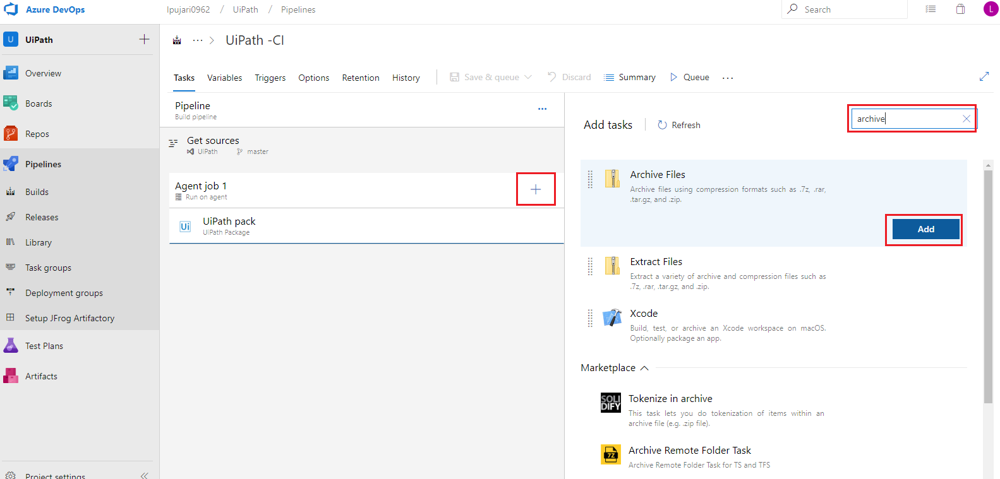 Azure DevOps
lpujari0962 / UiPath / Pipelines
Search
L
U UiPath
Overview
Boards
Repos
Pipelines
Builds
Releases
Library
Task groups
Deployment groups
Setup JFrog Artifactory
Test Plans
Artifacts
Project settings
··· > UiPath -CI
Tasks Variables Triggers Options Retention History Save & queue Discard Summary Queue ...
Pipeline
Build pipeline
Get sources
UiPath master
Agent job 1
Run on agent
Ui
UiPath pack
UiPath Package
Add tasks Refresh
archive
Archive Files
Archive files using compression formats such as .7z, .rar,
.tar.gz, and .zip.
Add
Extract Files
Extract a variety of archive and compression files such as
.7z, .rar, .tar.gz, and .zip.
Xcode
Build, test, or archive an Xcode workspace on macOS.
Optionally package an app.
Marketplace
SOLI
DIFY
Tokenize in archive
This task lets you do tokenization of items within an
archive file (e.g. .zip file).
7Z
Archive Remote Folder Task
Archive Remote Folder Task for TS and TFS